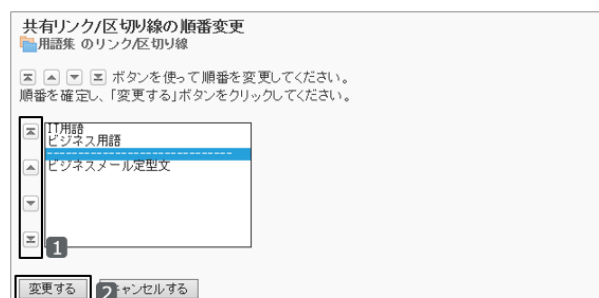 共有リンク/区切り線の順番変更
用語集 のリンク/区切り線
ボタンを使って順番を変更してください。
順番を確定し、「変更する」ボタンをクリックしてください。
IT用語
ビジネス用語
------------------------------
ビジネスメール定型文
1
変更する
2
キャンセルする